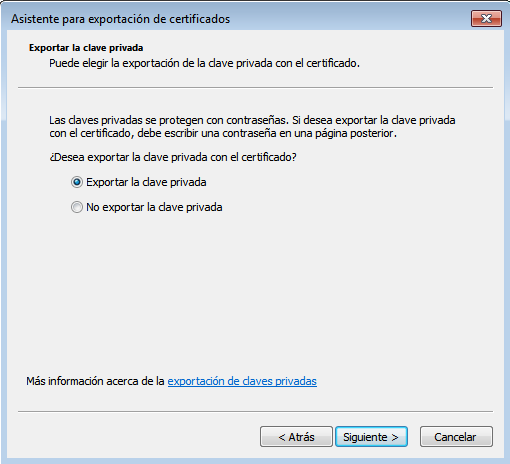 Asistente para exportación de certificados
Exportar la clave privada
Puede elegir la exportación de la clave privada con el certificado.
Las claves privadas se protegen con contraseñas. Si desea exportar la clave privada
con el certificado, debe escribir una contraseña en una página posterior.
¿Desea exportar la clave privada con el certificado?
Exportar la clave privada
No exportar la clave privada
Más información acerca de la exportación de claves privadas
< Atrás Siguiente > Cancelar